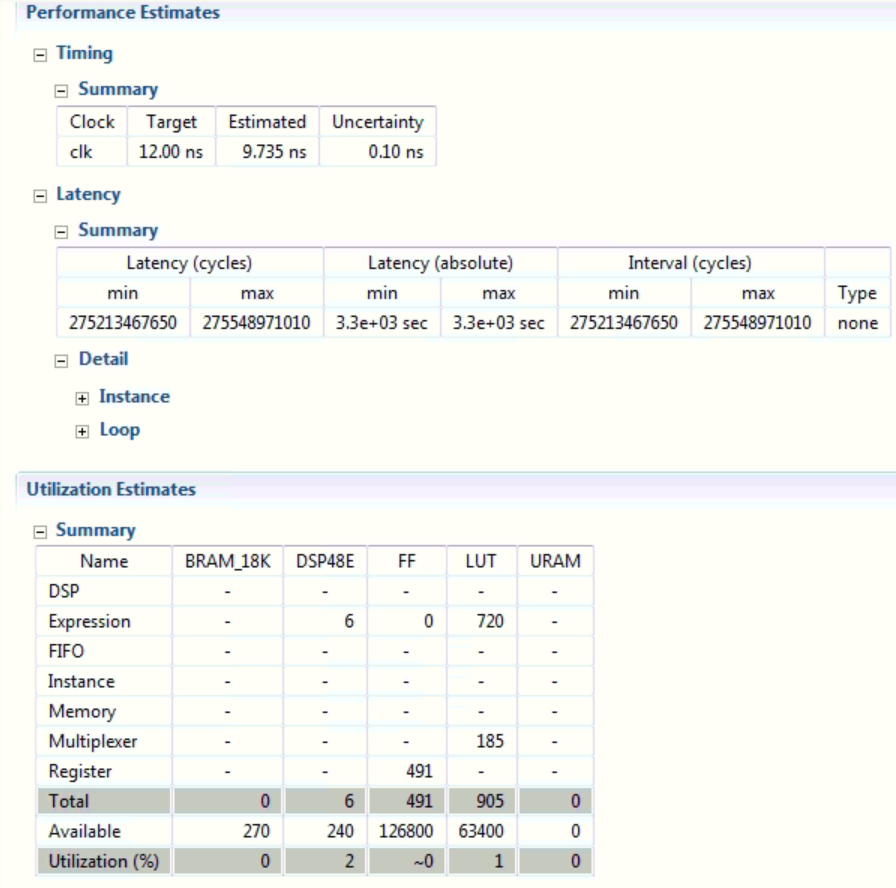 Performance Estimates
Timing
Summary
Clock Target Estimated Uncertainty
clk 12.00 ns 9.735 ns 0.10 ns
Latency
Summary
Latency (cycles) Latency (absolute) Interval (cycles)
min max min max min max Type
275213467650 275548971010 3.3e+03 sec 3.3e+03 sec 275213467650 275548971010 none
Detail
Instance
Loop
Utilization Estimates
Summary
Name BRAM_18K DSP48E FF LUT URAM
DSP - - - - -
Expression - 6 0 720 -
FIFO - - - - -
Instance - - - - -
Memory - - - - -
Multiplexer - - - 185 -
Register - - 491 - -
Total 0 6 491 905 0
Available 270 240 126800 63400 0
Utilization (%) 0 2 ~0 1 0